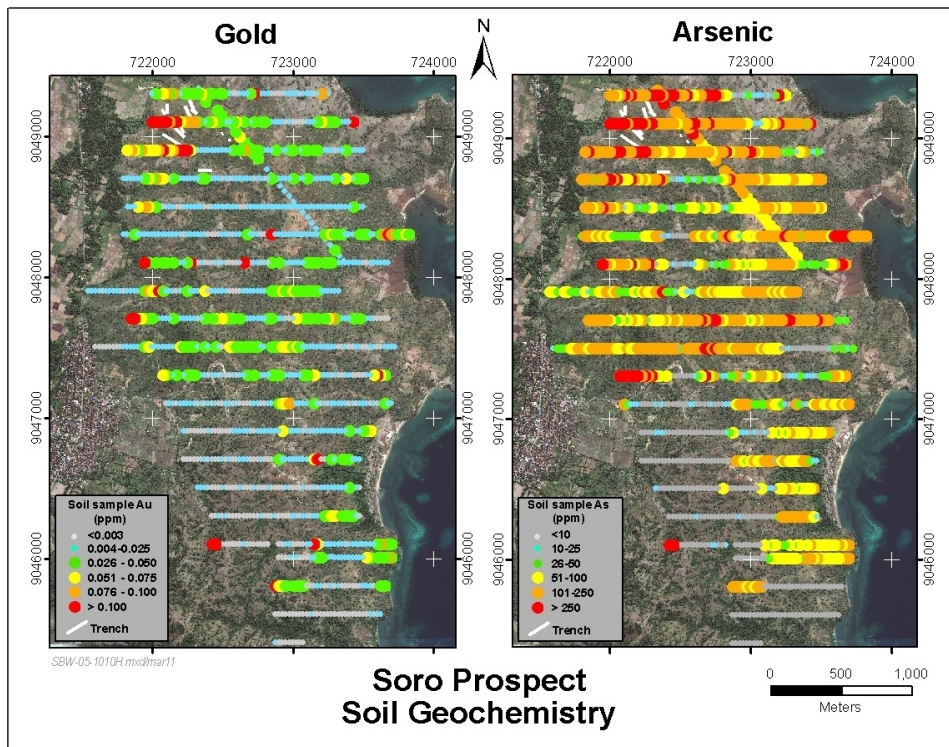 Gold
N
Arsenic
722000 723000 724000
722000 723000 724000
9049000
9048000
9047000
9046000
9049000
9048000
9047000
9046000
Soil sample Au
(ppm)
<0.003
0.004-0.025
0.026 - 0.050
0.051 - 0.075
0.076 - 0.100
> 0.100
Trench
Soil sample As
(ppm)
<10
10-25
26-50
51-100
101-250
> 250
Trench
SBW-05-1010H.mxd/mar11
Soro Prospect
Soil Geochemistry
0 500 1,000
Meters